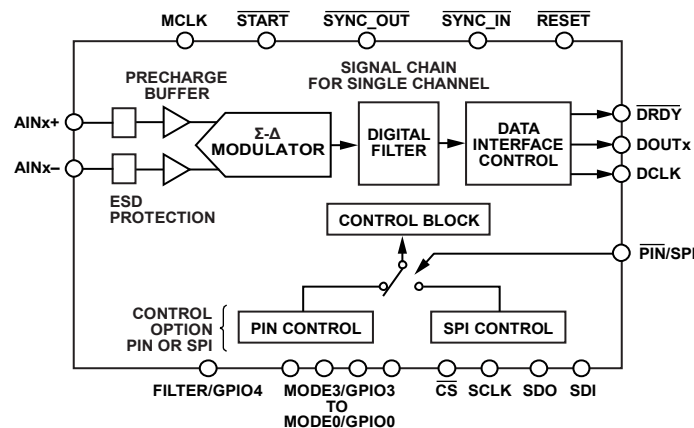 MCLK
START
SYNC_OUT
SYNC_IN
RESET
PRECHARGE
BUFFER
SIGNAL CHAIN
FOR SINGLE CHANNEL
AINx+
AINx–
Σ-Δ
MODULATOR
DIGITAL
FILTER
DATA
INTERFACE
CONTROL
DRDY
DOUTx
DCLK
ESD
PROTECTION
CONTROL BLOCK
PIN/SPI
CONTROL
OPTION
PIN OR SPI
PIN CONTROL
SPI CONTROL
FILTER/GPIO4
MODE3/GPIO3
TO
MODE0/GPIO0
CS
SCLK
SDO
SDI